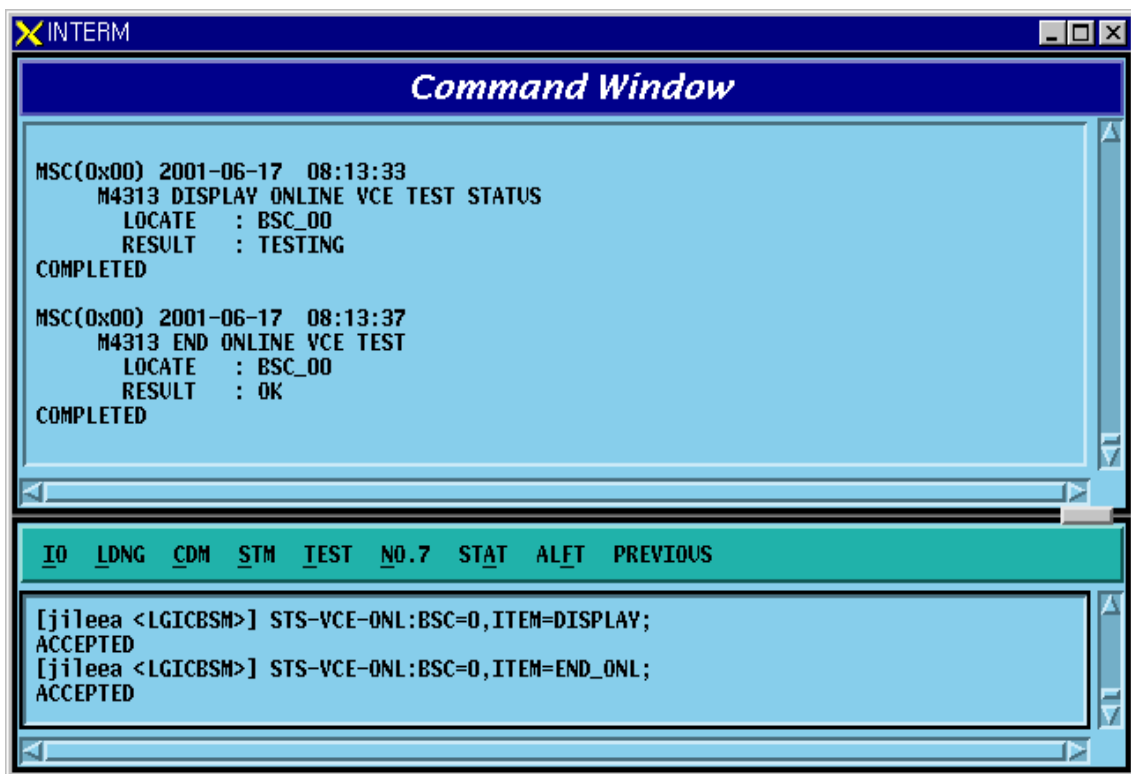 INTERM
Command Window
MSC(0x00) 2001-06-17 08:13:33
M4313 DISPLAY ONLINE VCE TEST STATUS
LOCATE : BSC_00
RESULT : TESTING
COMPLETED
MSC(0x00) 2001-06-17 08:13:37
M4313 END ONLINE VCE TEST
LOCATE : BSC_00
RESULT : OK
COMPLETED
IO LDNG CDM STM TEST NO.7 STAT ALFT PREVIOUS
[jileea <LGICBSM>] STS-VCE-ONL:BSC=0,ITEM=DISPLAY;
ACCEPTED
[jileea <LGICBSM>] STS-VCE-ONL:BSC=0,ITEM=END_ONL;
ACCEPTED